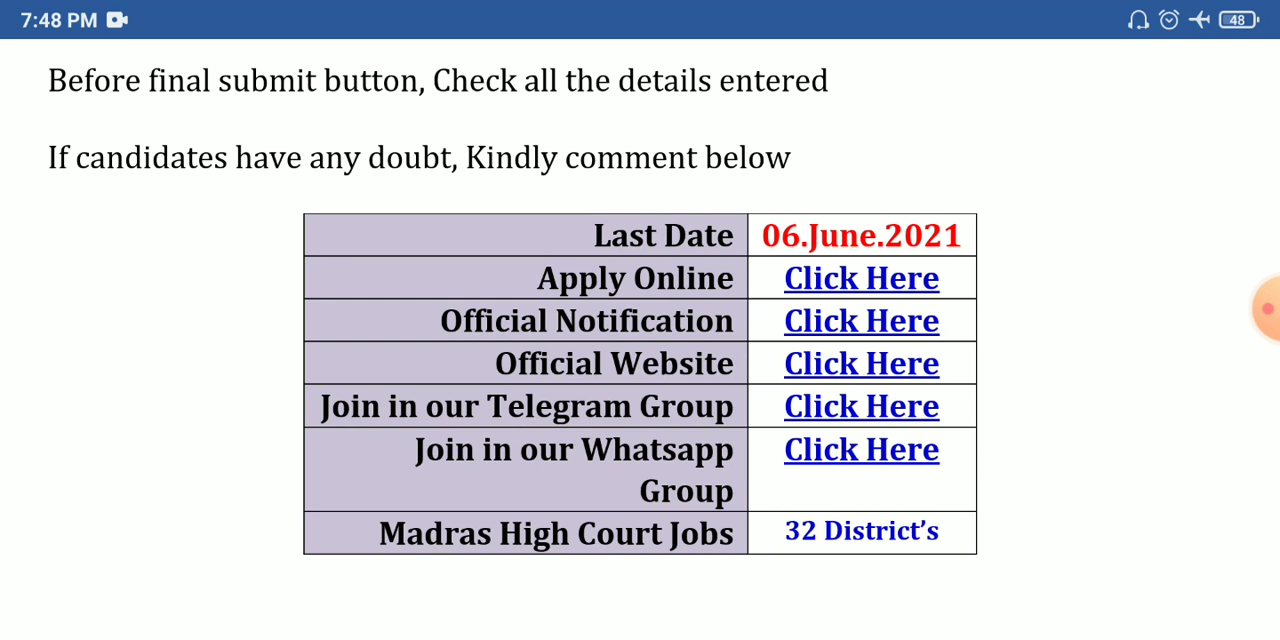 7:48 PM
48
Before final submit button, Check all the details entered
If candidates have any doubt, Kindly comment below
Last Date 06.June.2021
Apply Online Click Here
Official Notification Click Here
Official Website Click Here
Join in our Telegram Group Click Here
Join in our Whatsapp Click Here
Group
Madras High Court Jobs 32 District’s